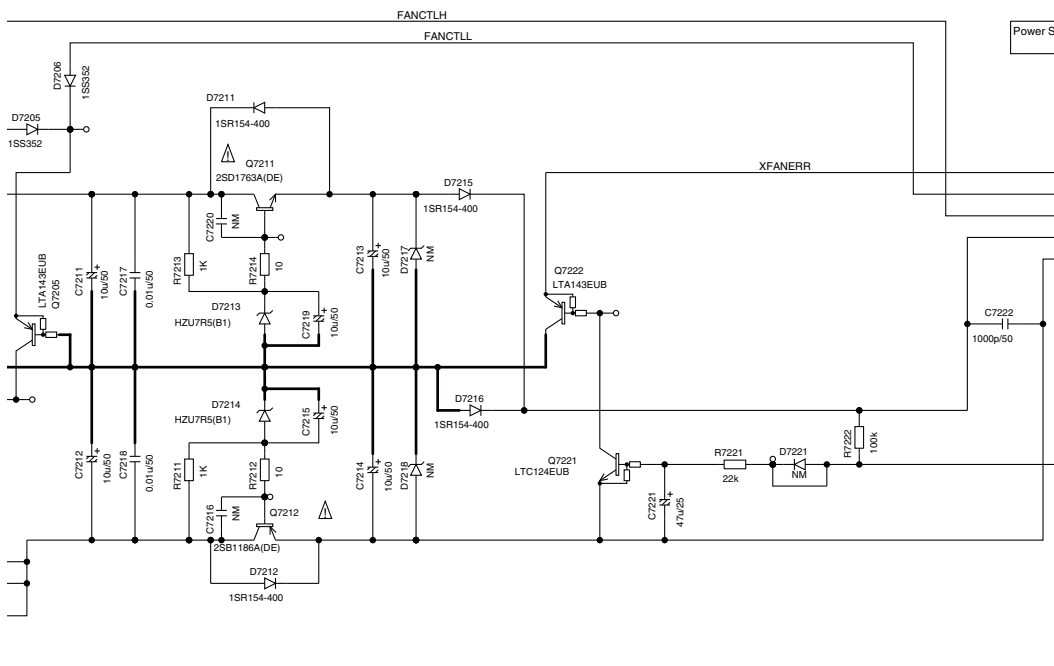 FANCTLH
FANCTLL
Power S
D7206
1SS352
D7205
1SS352
D7211
1SR154-400
Q7211
2SD1763A(DE)
XFANERR
D7215
1SR154-400
C7220
NM
LTA143EUB
Q7205
C7211
10u/50
C7217
0.01u/50
R7213
1K
R7214
10
C7213
10u/50
D7217
NM
Q7222
LTA143EUB
D7213
HZU7R5(B1)
C7219
10u/50
C7222
1000p/50
D7214
HZU7R5(B1)
C7215
10u/50
D7216
1SR154-400
C7212
10u/50
C7218
0.01u/50
R7211
1K
R7212
10
C7214
10u/50
D7218
NM
Q7221
LTC124EUB
R7221
22k
D7221
NM
R7222
100k
C7221
47u/25
C7216
NM
Q7212
2SB1186A(DE)
D7212
1SR154-400